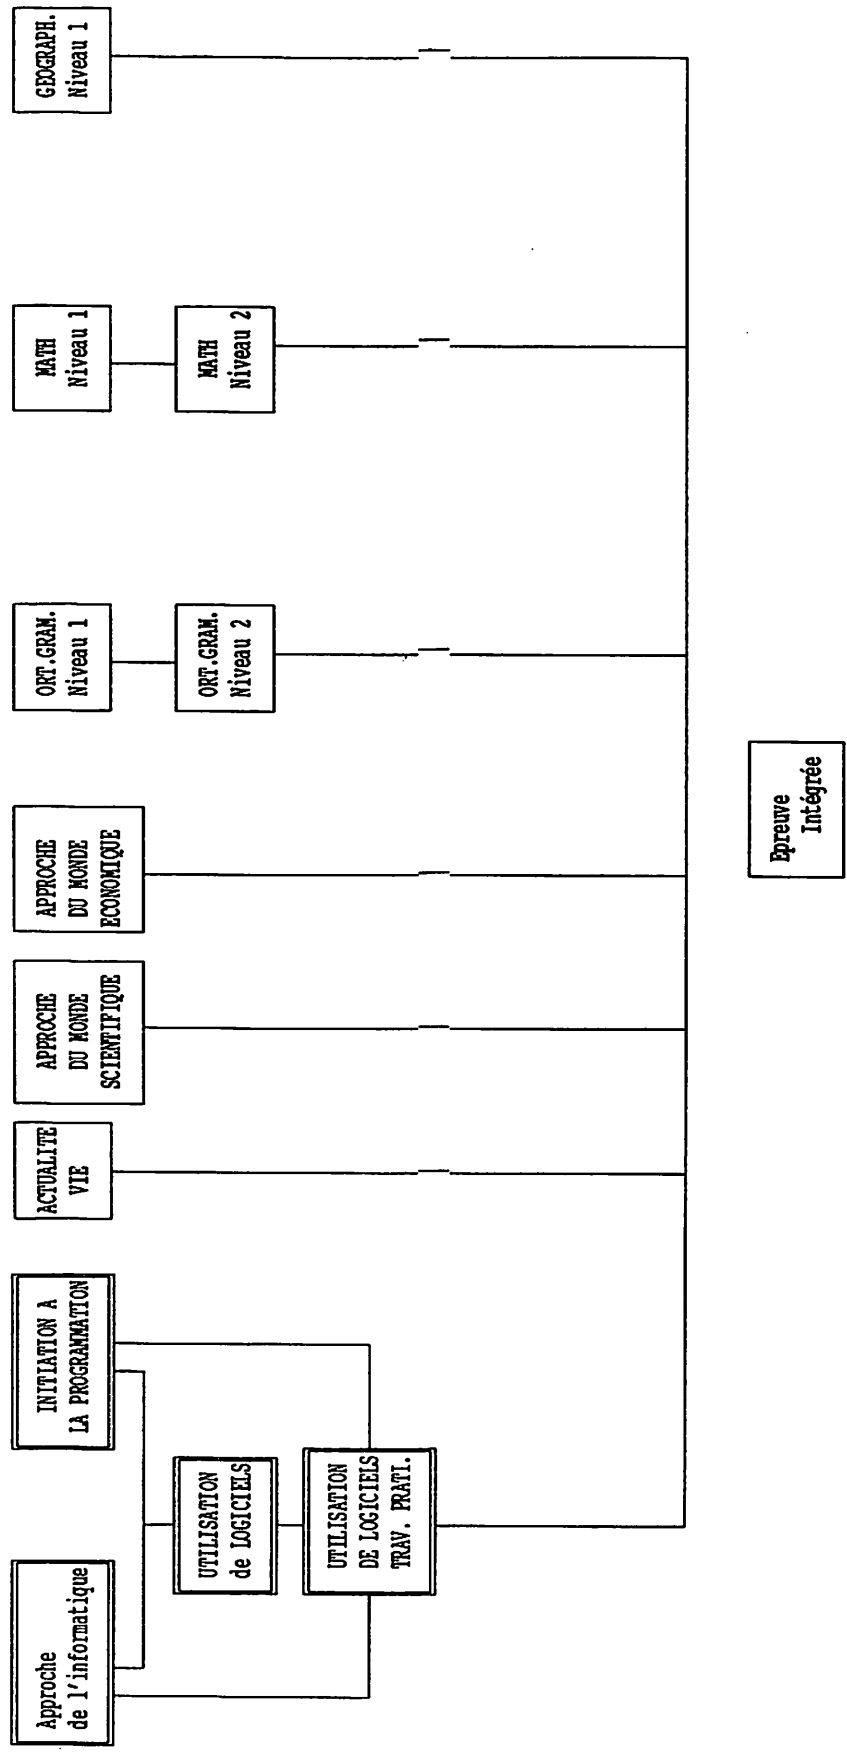 Approche
de l'informatique
INITIATION A
LA PROGRAMMATION
ACTUALITE
VIE
APPROCHE
DU MONDE
SCIENTIFIQUE
APPROCHE
DU MONDE
ECONOMIQUE
ORT.GRAM.
Niveau 1
MATH
Niveau 1
GEOGRAPH.
Niveau 1
UTILISATION
de LOGICIELS
ORT.GRAM.
Niveau 2
MATH
Niveau 2
UTILISATION
DE LOGICIELS
TRAV. PRATI.
Epreuve
Intégrée